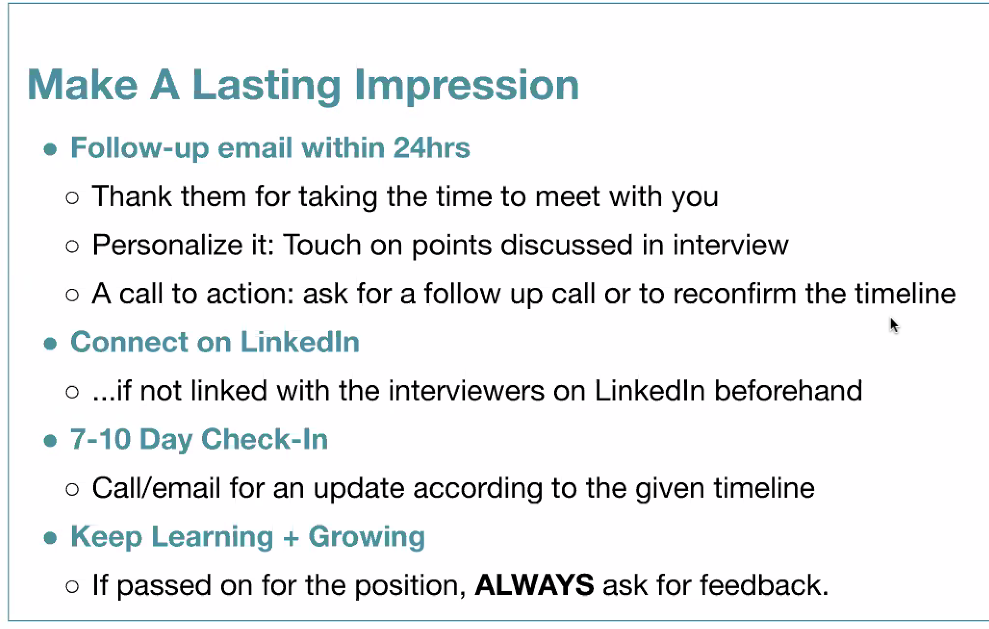 Make A Lasting Impression
● Follow-up email within 24hrs
○ Thank them for taking the time to meet with you
○ Personalize it: Touch on points discussed in interview
○ A call to action: ask for a follow up call or to reconfirm the timeline
● Connect on LinkedIn
○ ...if not linked with the interviewers on LinkedIn beforehand
● 7-10 Day Check-In
○ Call/email for an update according to the given timeline
● Keep Learning + Growing
○ If passed on for the position, ALWAYS ask for feedback.